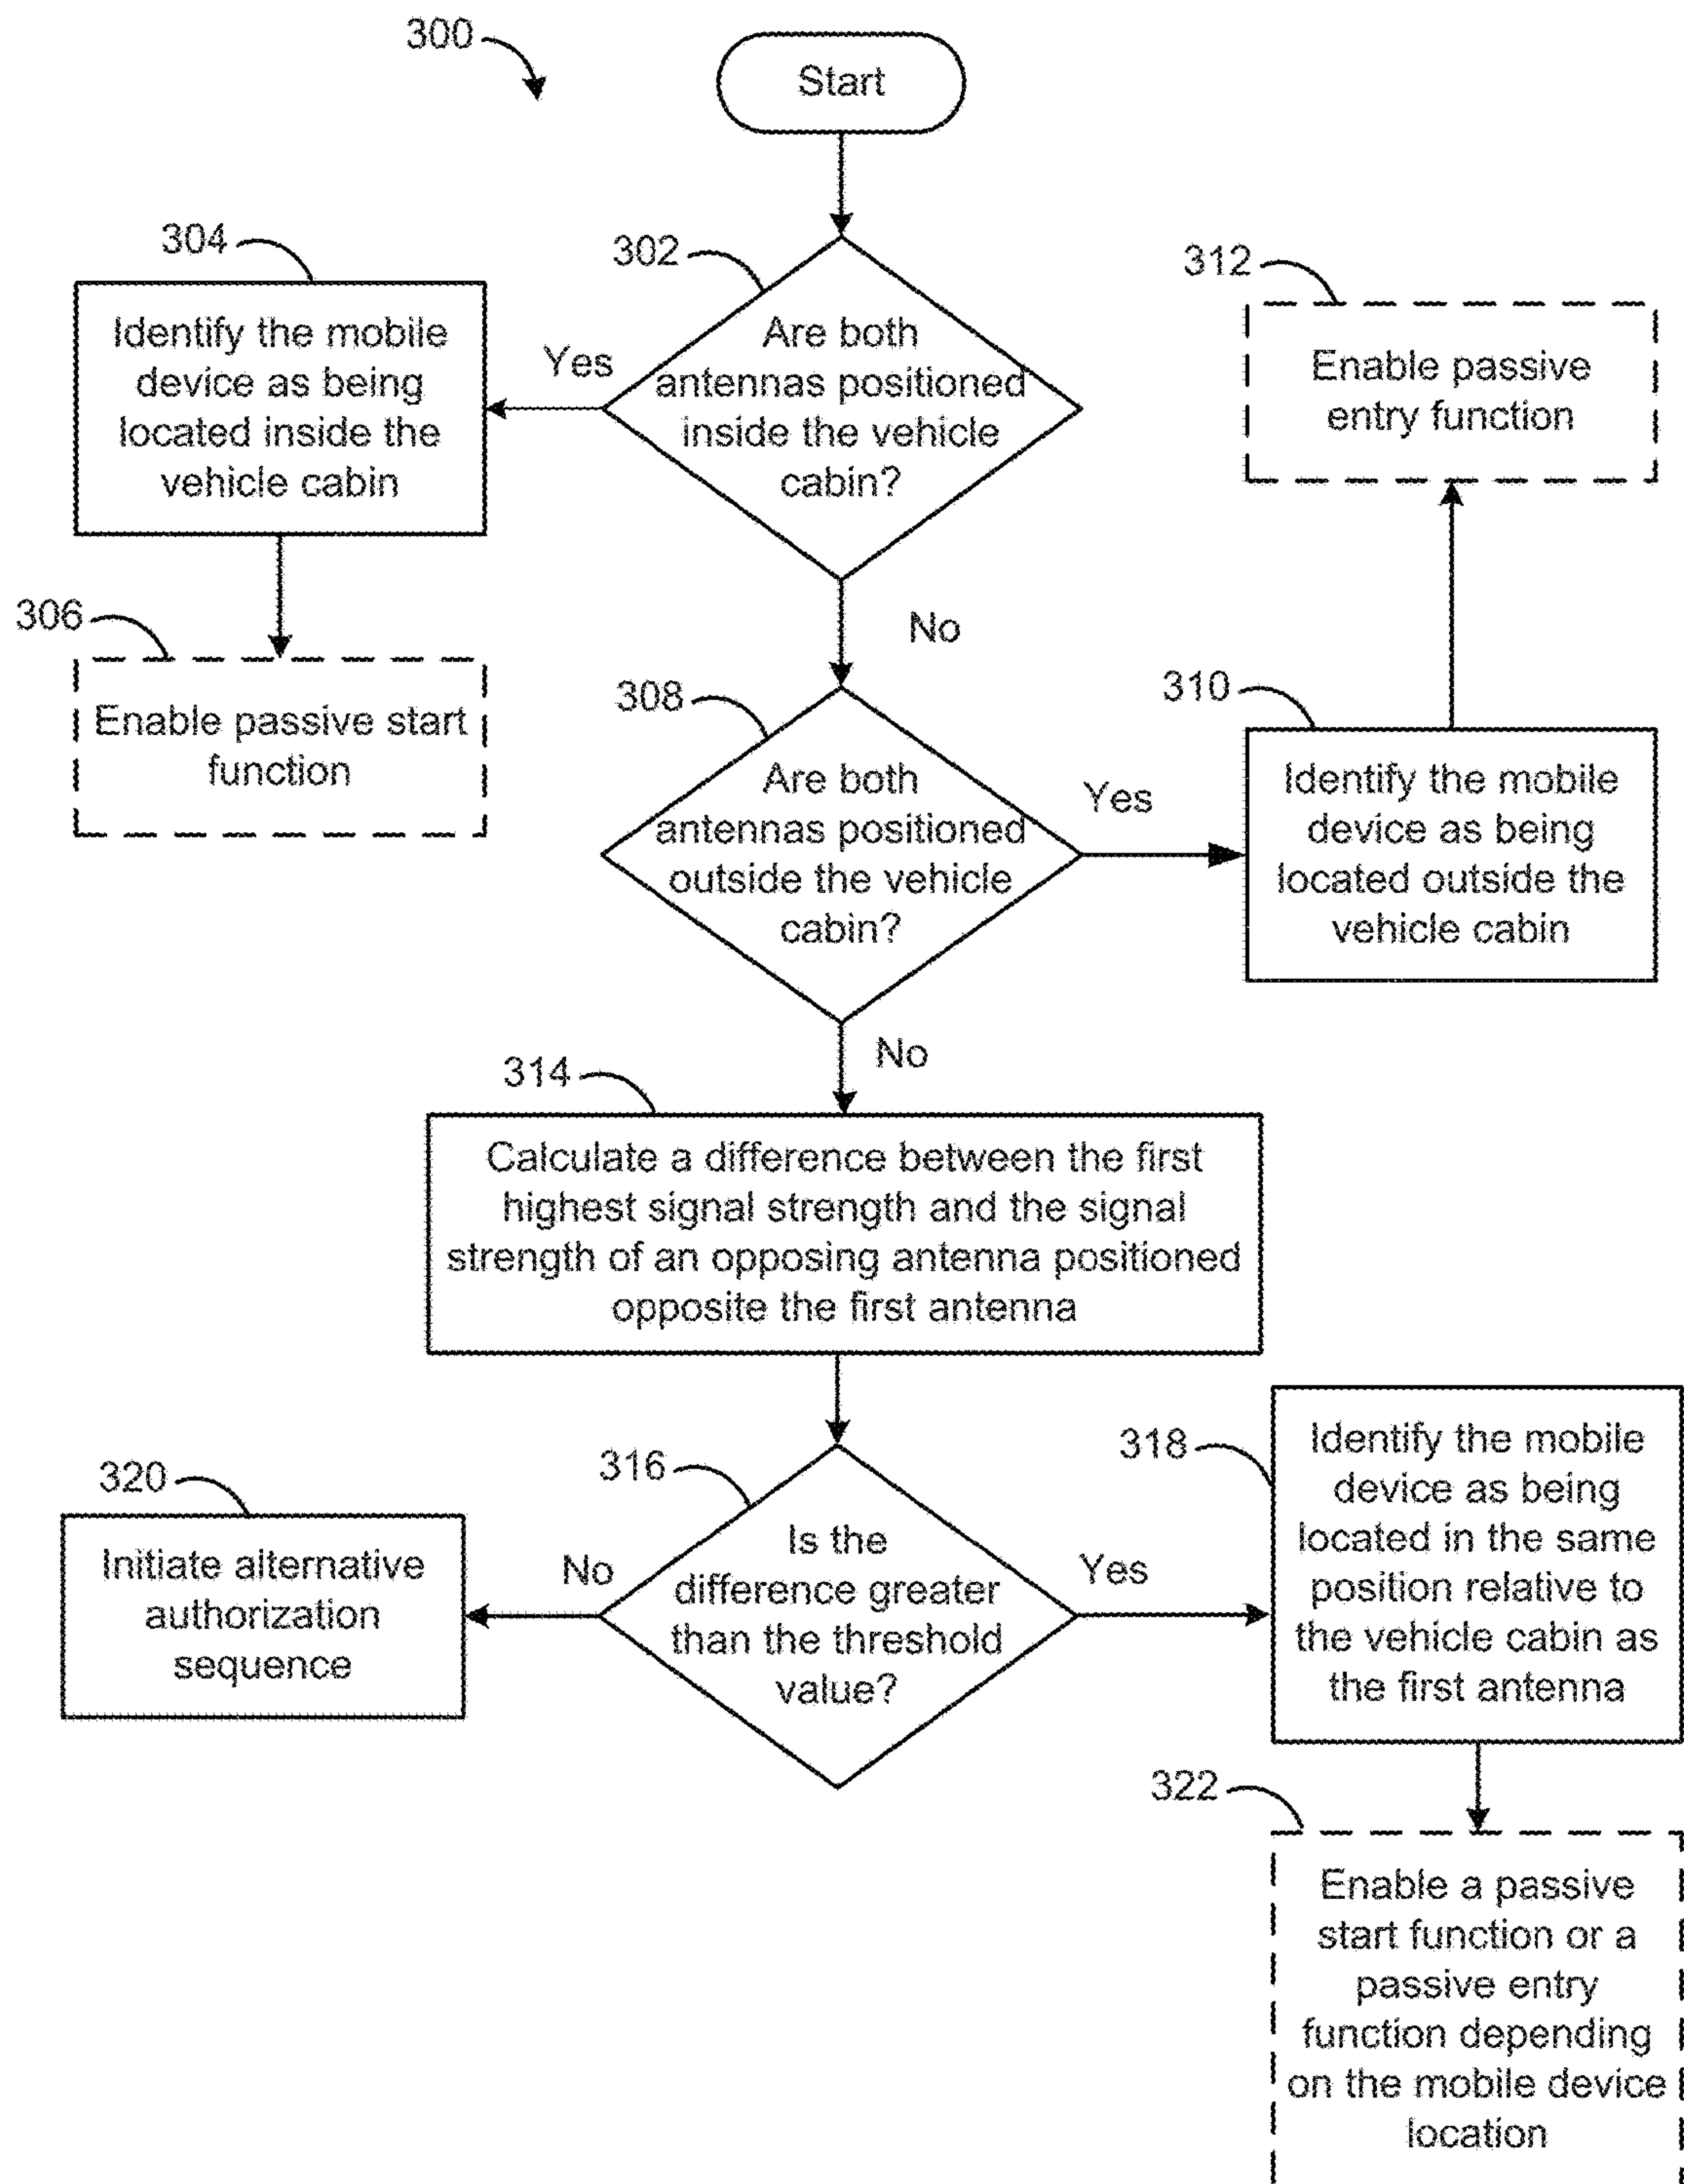 300
Start
304
302
312
Identify the mobile
device as being
located inside the
vehicle cabin
Yes
Are both
antennas positioned
inside the vehicle
cabin?
Enable passive
entry function
306
No
Enable passive start
function
308
310
Are both
antennas positioned
outside the vehicle
cabin?
Yes
Identify the mobile
device as being
located outside the
vehicle cabin
No
314
Calculate a difference between the first
highest signal strength and the signal
strength of an opposing antenna positioned
opposite the first antenna
320
316
318
Initiate alternative
authorization
sequence
No
Is the
difference greater
than the threshold
value?
Yes
Identify the mobile
device as being
located in the same
position relative to
the vehicle cabin as
the first antenna
322
Enable a passive
start function or a
passive entry
function depending
on the mobile device
location